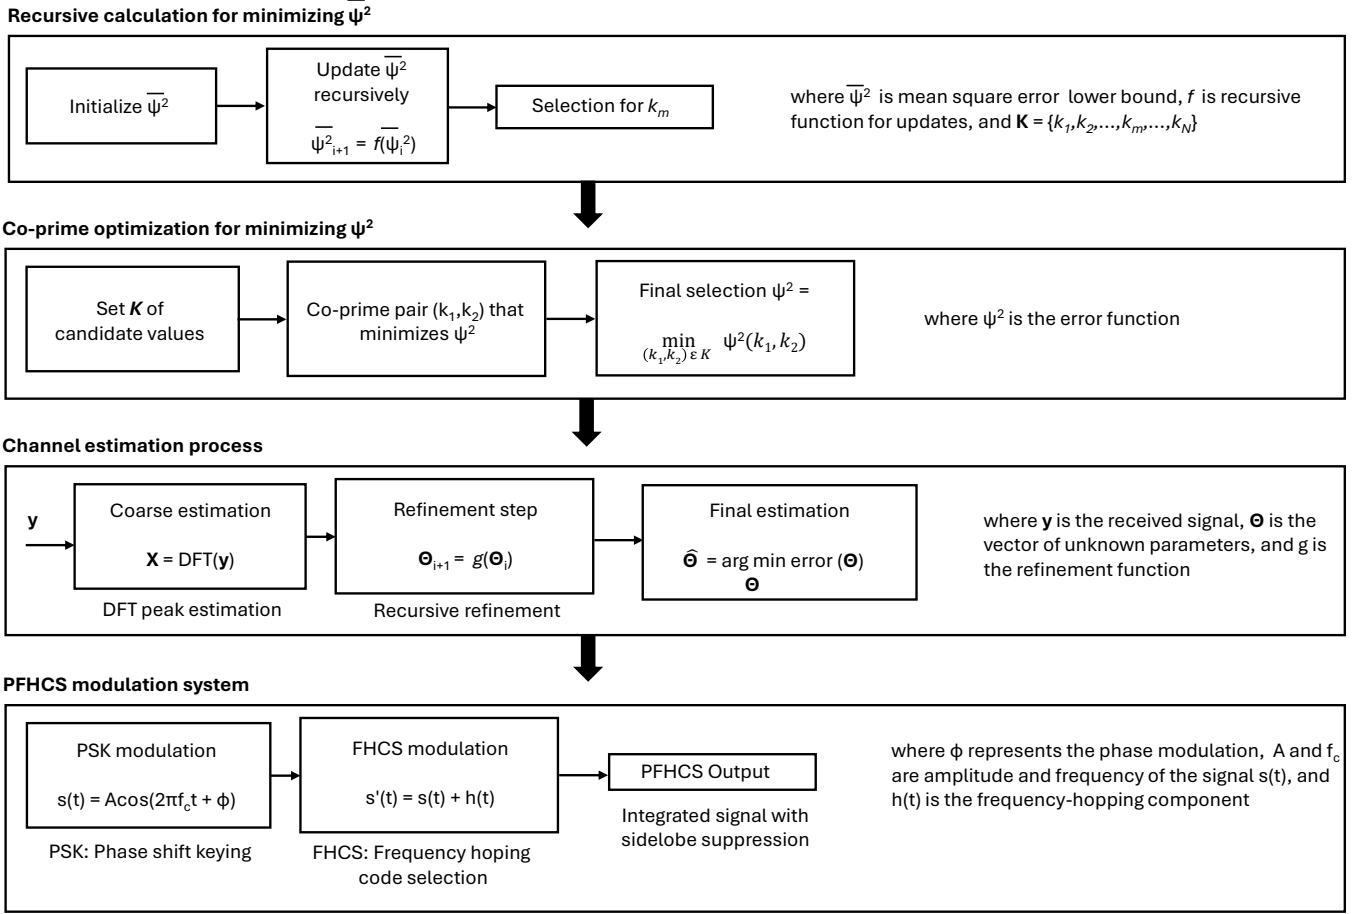 Recursive calculation for minimizing ψ̅²
Initialize ψ̅²
Update ψ̅²
recursively
ψ̅²ᵢ₊₁ = f(ψ̅ᵢ²)
Selection for kₘ
where ψ̅² is mean square error lower bound, f is recursive
function for updates, and K = {k₁,k₂,...,kₘ,...,k_N}
Co-prime optimization for minimizing ψ²
Set K of
candidate values
Co-prime pair (k₁,k₂) that
minimizes ψ²
Final selection ψ² =
min ψ²(k₁, k₂)
(k₁,k₂) ε K
where ψ² is the error function
Channel estimation process
y
Coarse estimation
X = DFT(y)
DFT peak estimation
Refinement step
Θᵢ₊₁ = g(Θᵢ)
Recursive refinement
Final estimation
Θ̂ = arg min error (Θ)
Θ
where y is the received signal, Θ is the
vector of unknown parameters, and g is
the refinement function
PFHCS modulation system
PSK modulation
s(t) = Acos(2πf_ct + ϕ)
PSK: Phase shift keying
FHCS modulation
s'(t) = s(t) + h(t)
FHCS: Frequency hoping
code selection
PFHCS Output
Integrated signal with
sidelobe suppression
where ϕ represents the phase modulation, A and f_c
are amplitude and frequency of the signal s(t), and
h(t) is the frequency-hopping component